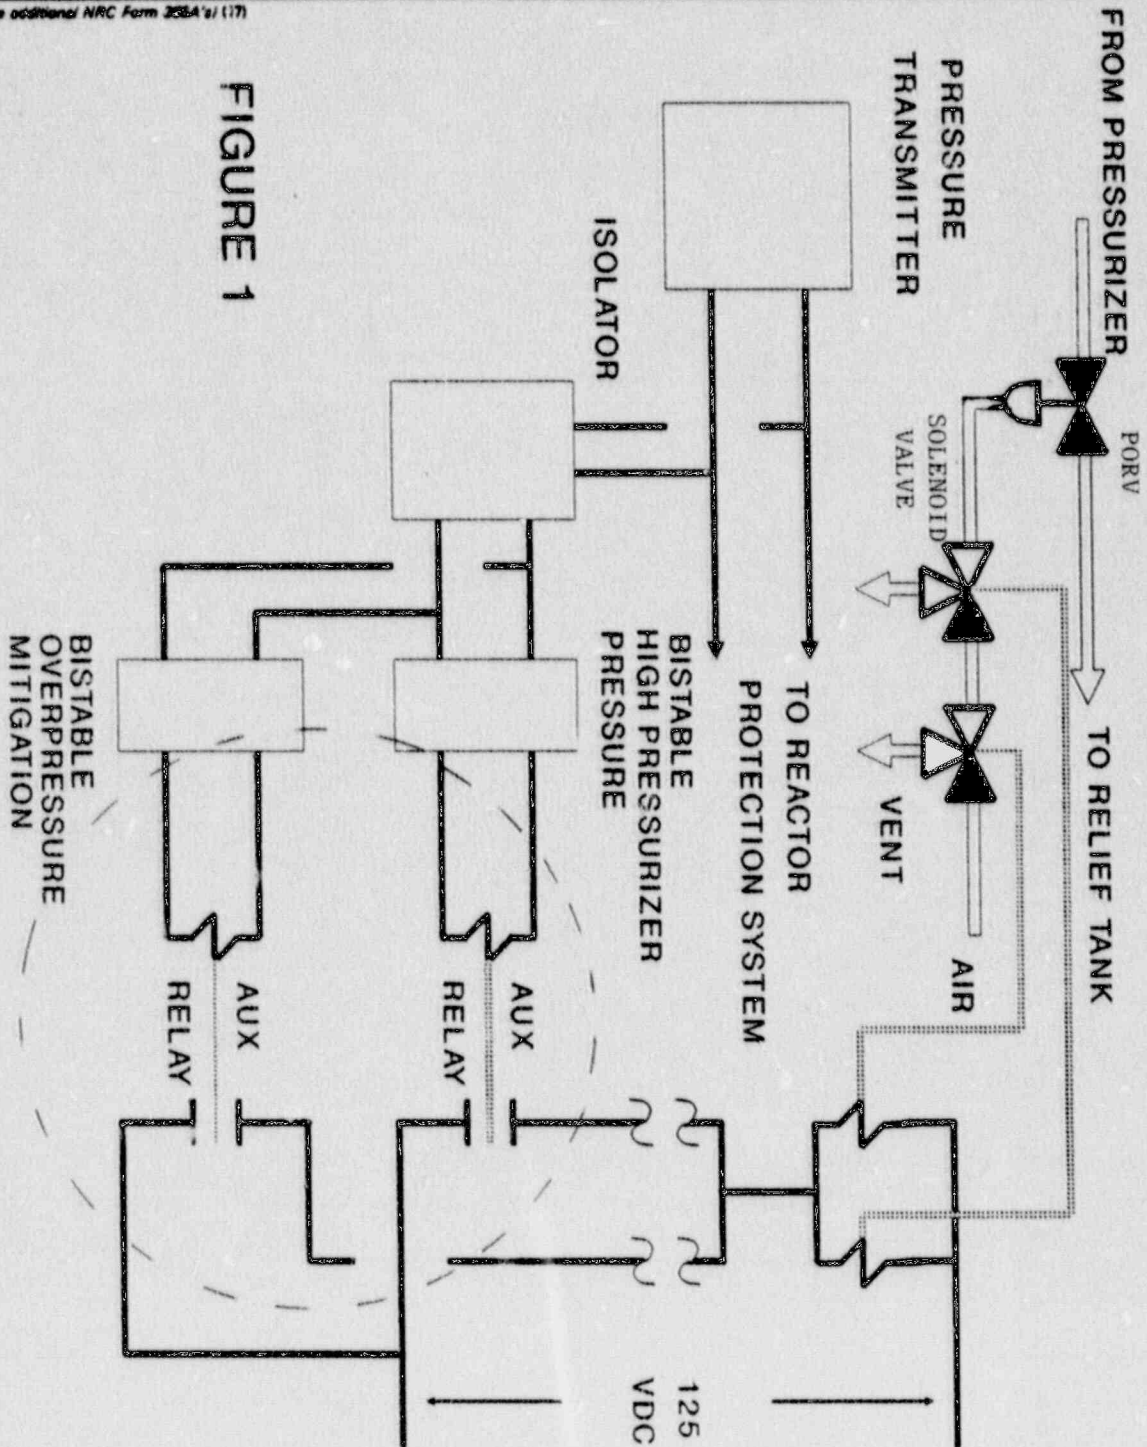 additional NRC Form 366A's) (17)
FROM PRESSURIZER
PORV
TO RELIEF TANK
PRESSURE
TRANSMITTER
SOLENOID
VALVE
VENT
AIR
TO REACTOR
PROTECTION SYSTEM
ISOLATOR
BISTABLE
HIGH PRESSURIZER
PRESSURE
AUX
RELAY
125
VDC
BISTABLE
OVERPRESSURE
MITIGATION
AUX
RELAY
FIGURE 1